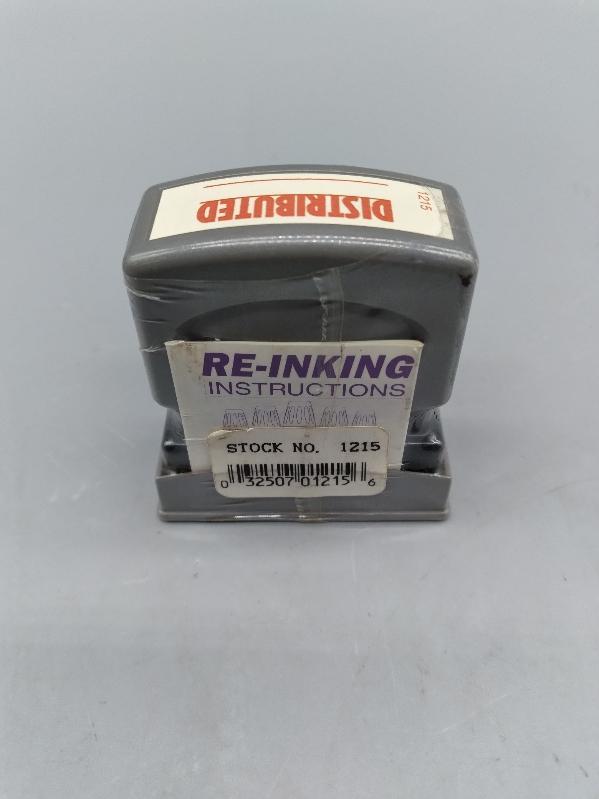 1215
DISTRIBUTED
RE-INKING
INSTRUCTIONS
STOCK NO. 1215
0 32507 01215 6